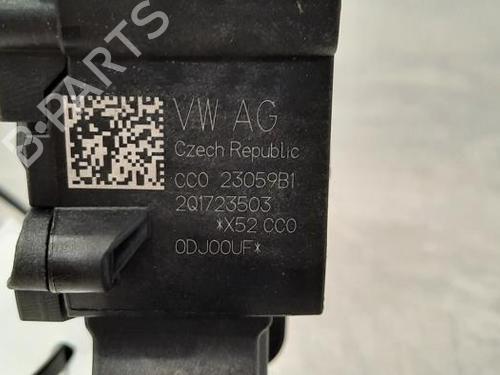 B-PARTS
VW AG
Czech Republic
CC0 23059B1
2Q1723503
*X52 CC0
0DJ00UF*